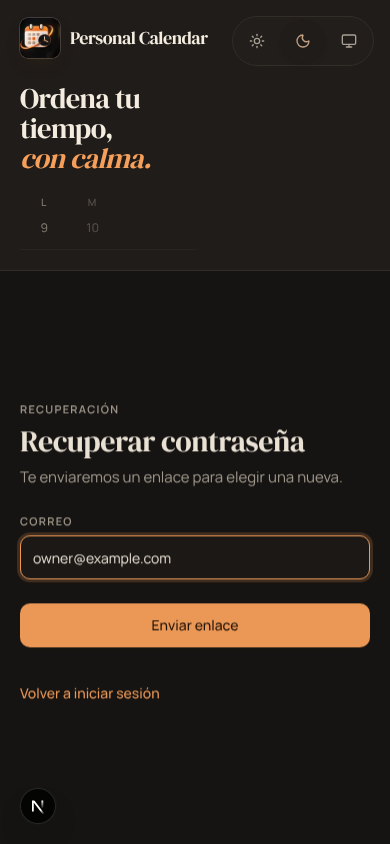 Personal Calendar
Ordena tu
tiempo,
con calma.
L M
9 10
RECUPERACIÓN
Recuperar contraseña
Te enviaremos un enlace para elegir una nueva.
CORREO
owner@example.com
Enviar enlace
Volver a iniciar sesión
N